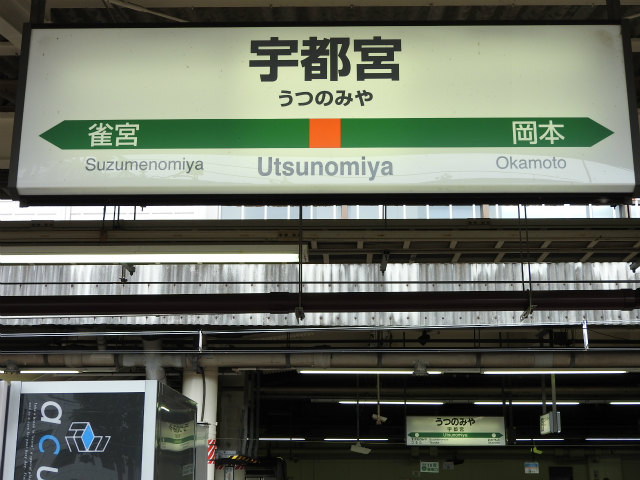 宇都宮
うつのみや
雀宮
岡本
Suzumenomiya
Utsunomiya
Okamoto
うつのみや
宇都宮
Utsunomiya
acu